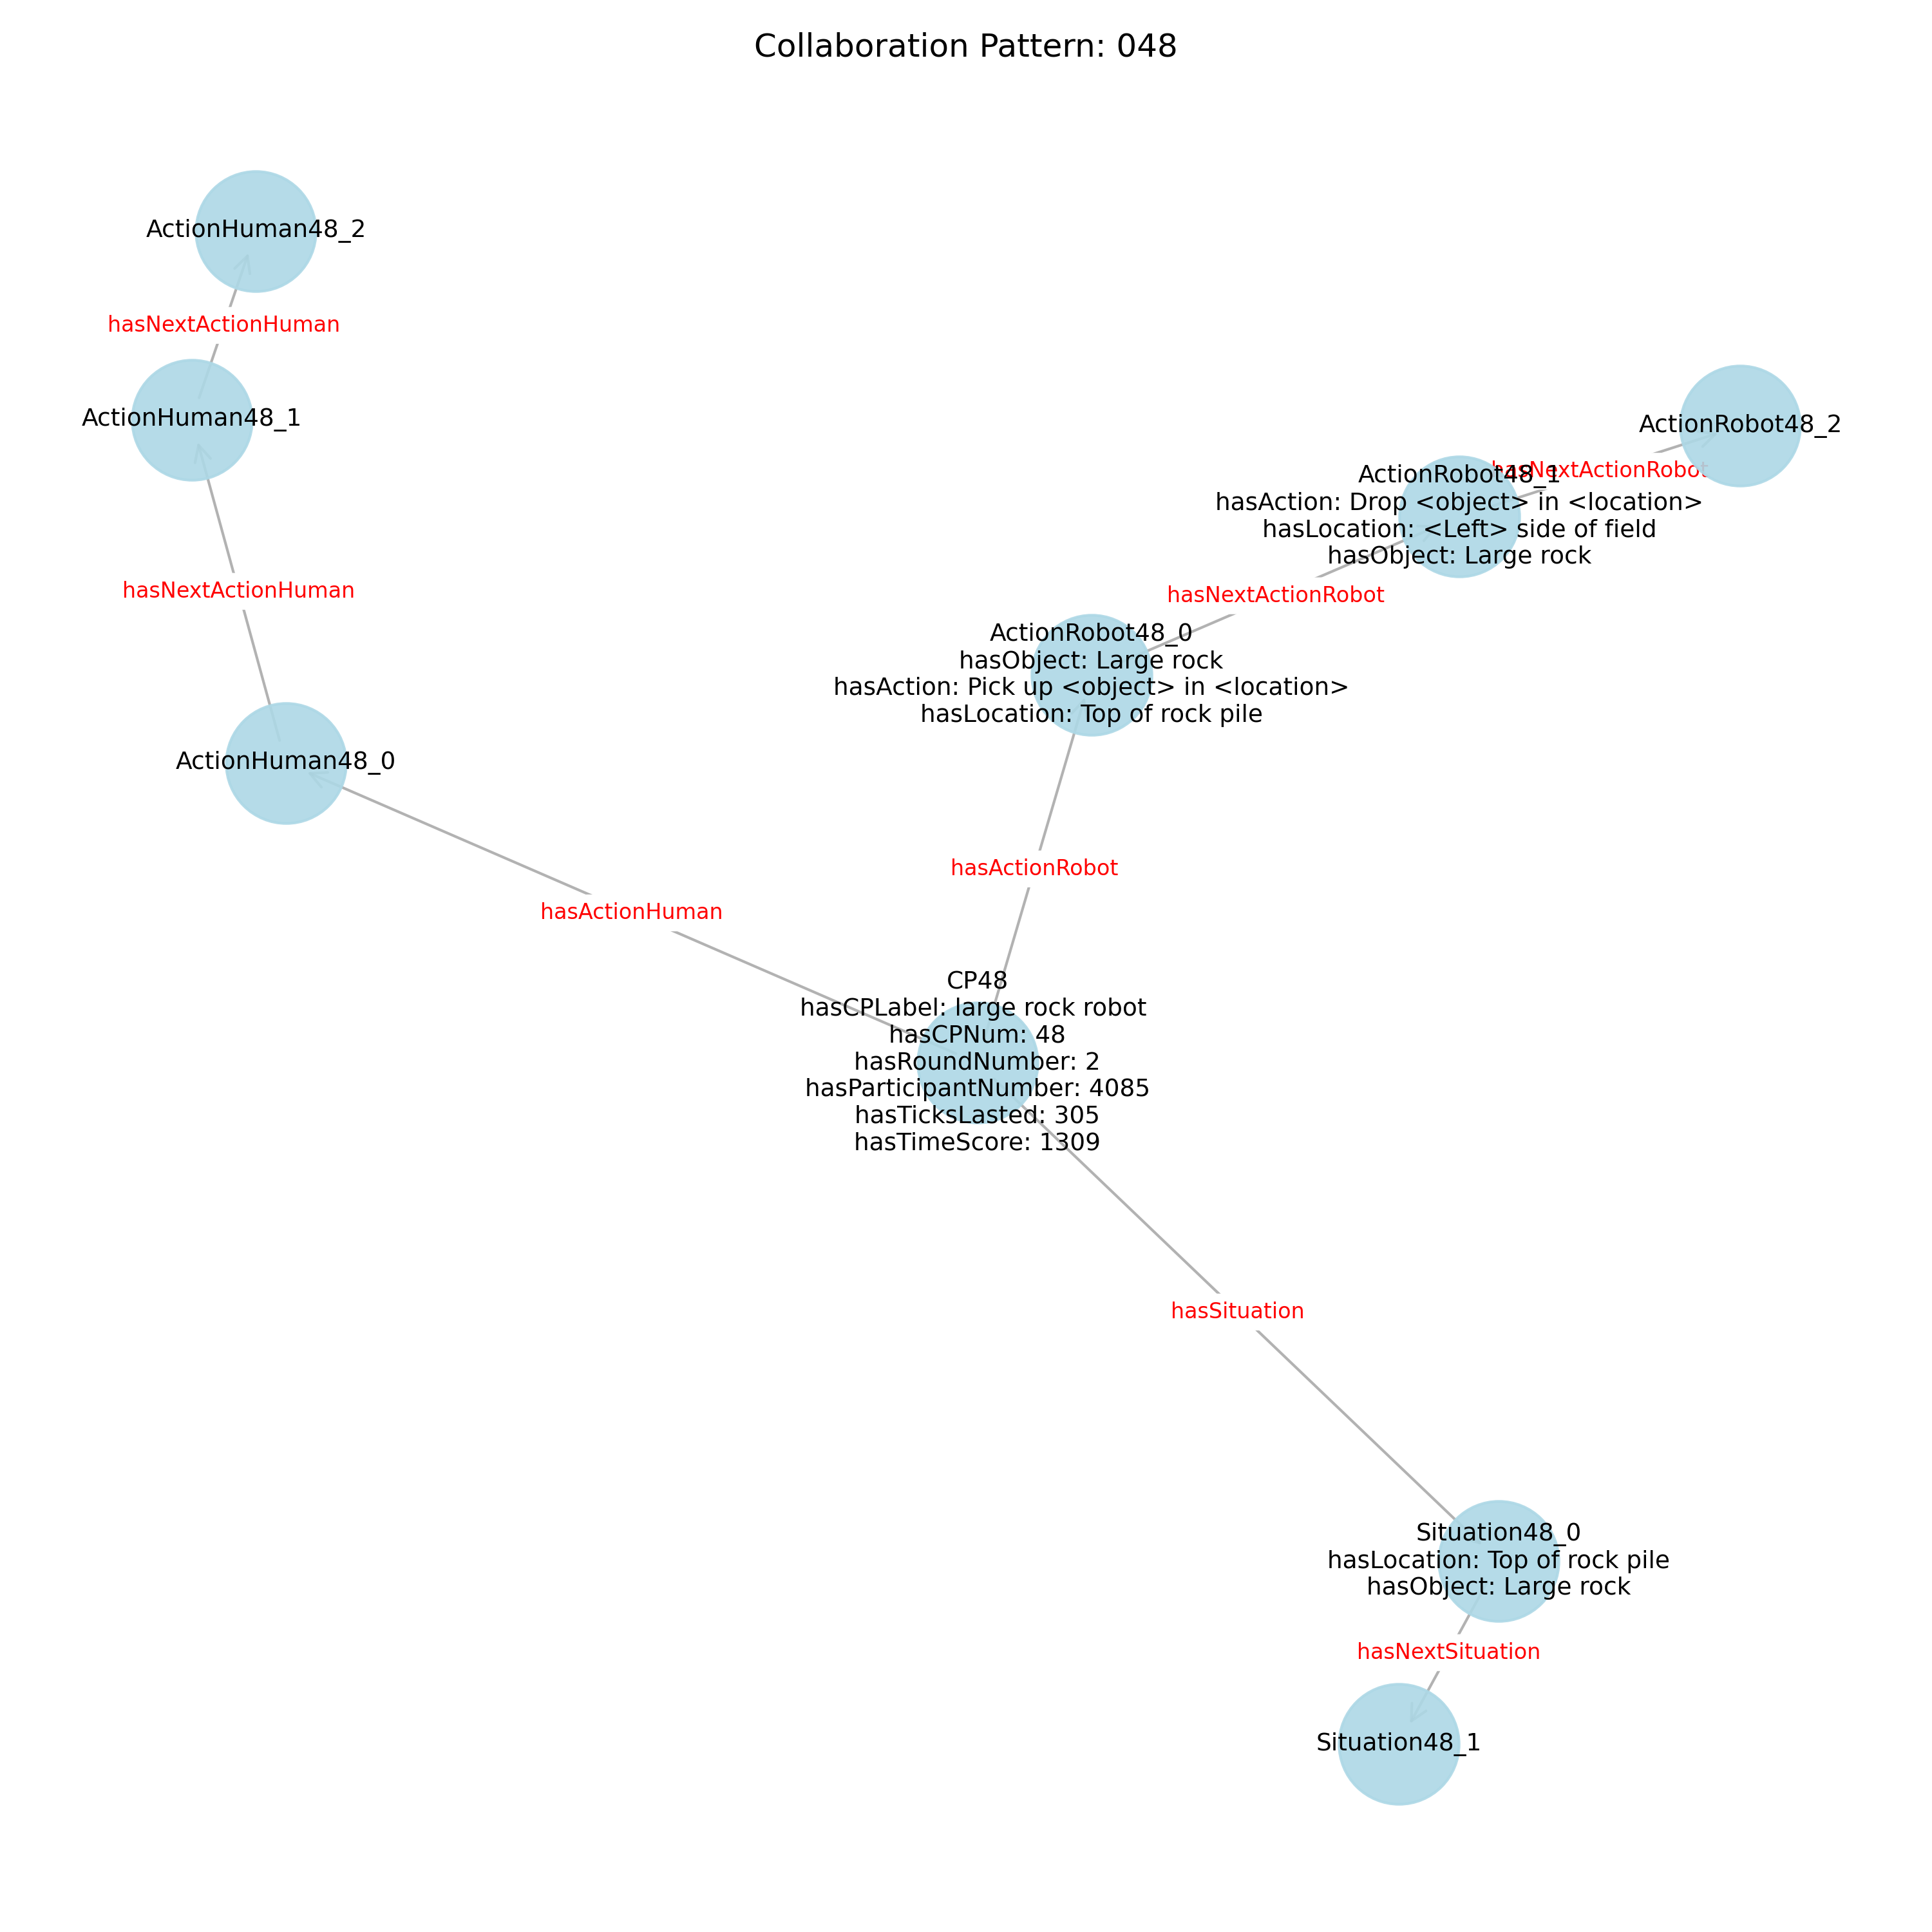 Collaboration Pattern: 048
ActionHuman48_2
hasNextActionHuman
ActionHuman48_1
hasNextActionHuman
ActionHuman48_0
hasActionHuman
ActionRobot48_2
hasNextActionRobot
ActionRobot48_1
hasAction: Drop <object> in <location>
hasLocation: <Left> side of field
hasObject: Large rock
hasNextActionRobot
ActionRobot48_0
hasObject: Large rock
hasAction: Pick up <object> in <location>
hasLocation: Top of rock pile
hasActionRobot
CP48
hasCPLabel: large rock robot
hasCPNum: 48
hasRoundNumber: 2
hasParticipantNumber: 4085
hasTicksLasted: 305
hasTimeScore: 1309
hasSituation
Situation48_0
hasLocation: Top of rock pile
hasObject: Large rock
hasNextSituation
Situation48_1